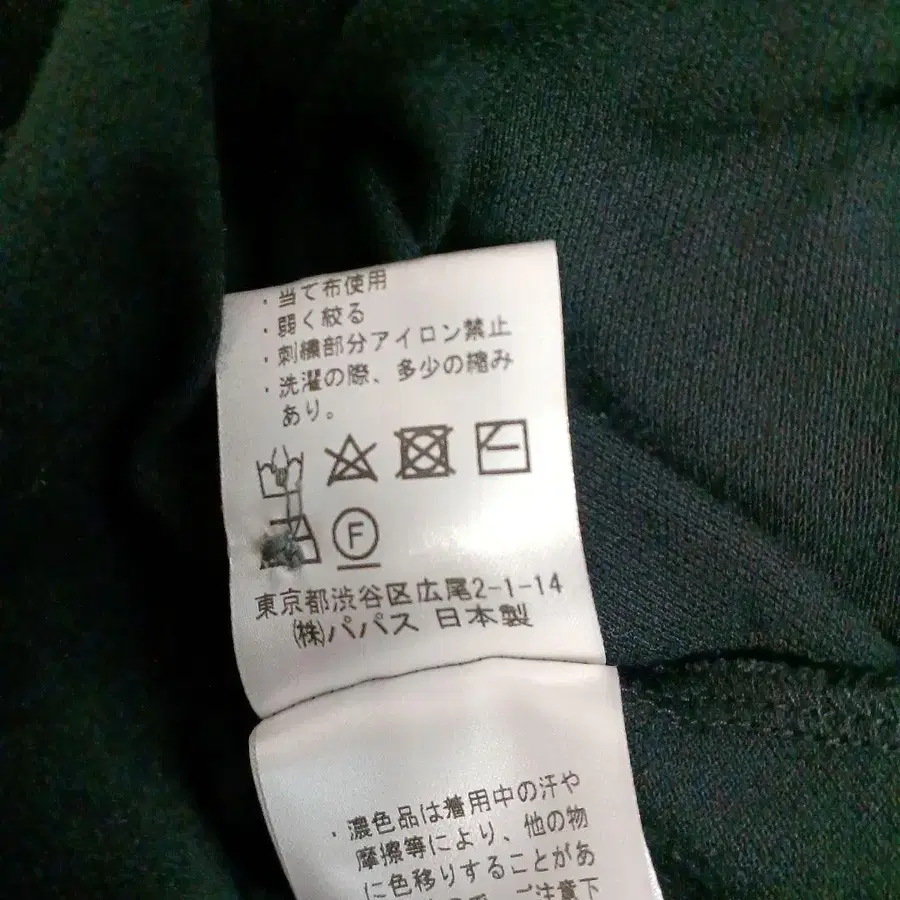 ・当て布使用
・弱く絞る
・刺繍部分アイロン禁止
・洗濯の際、多少の縮み
あり。
F
東京都渋谷区広尾2-1-14
㈱パパス 日本製
・濃色品は着用中の汗や
摩擦等により、他の物
に色移りすることがあ
ご注意下